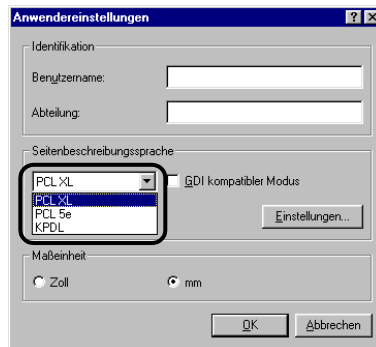 Anwendereinstellungen
Identifikation
Benutzername:
Abteilung:
Seitenbeschreibungssprache
PCL XL
GDI kompatibler Modus
PCL XL
PCL 5e
KPDL
Einstellungen...
Maßeinheit
Zoll
mm
OK
Abbrechen